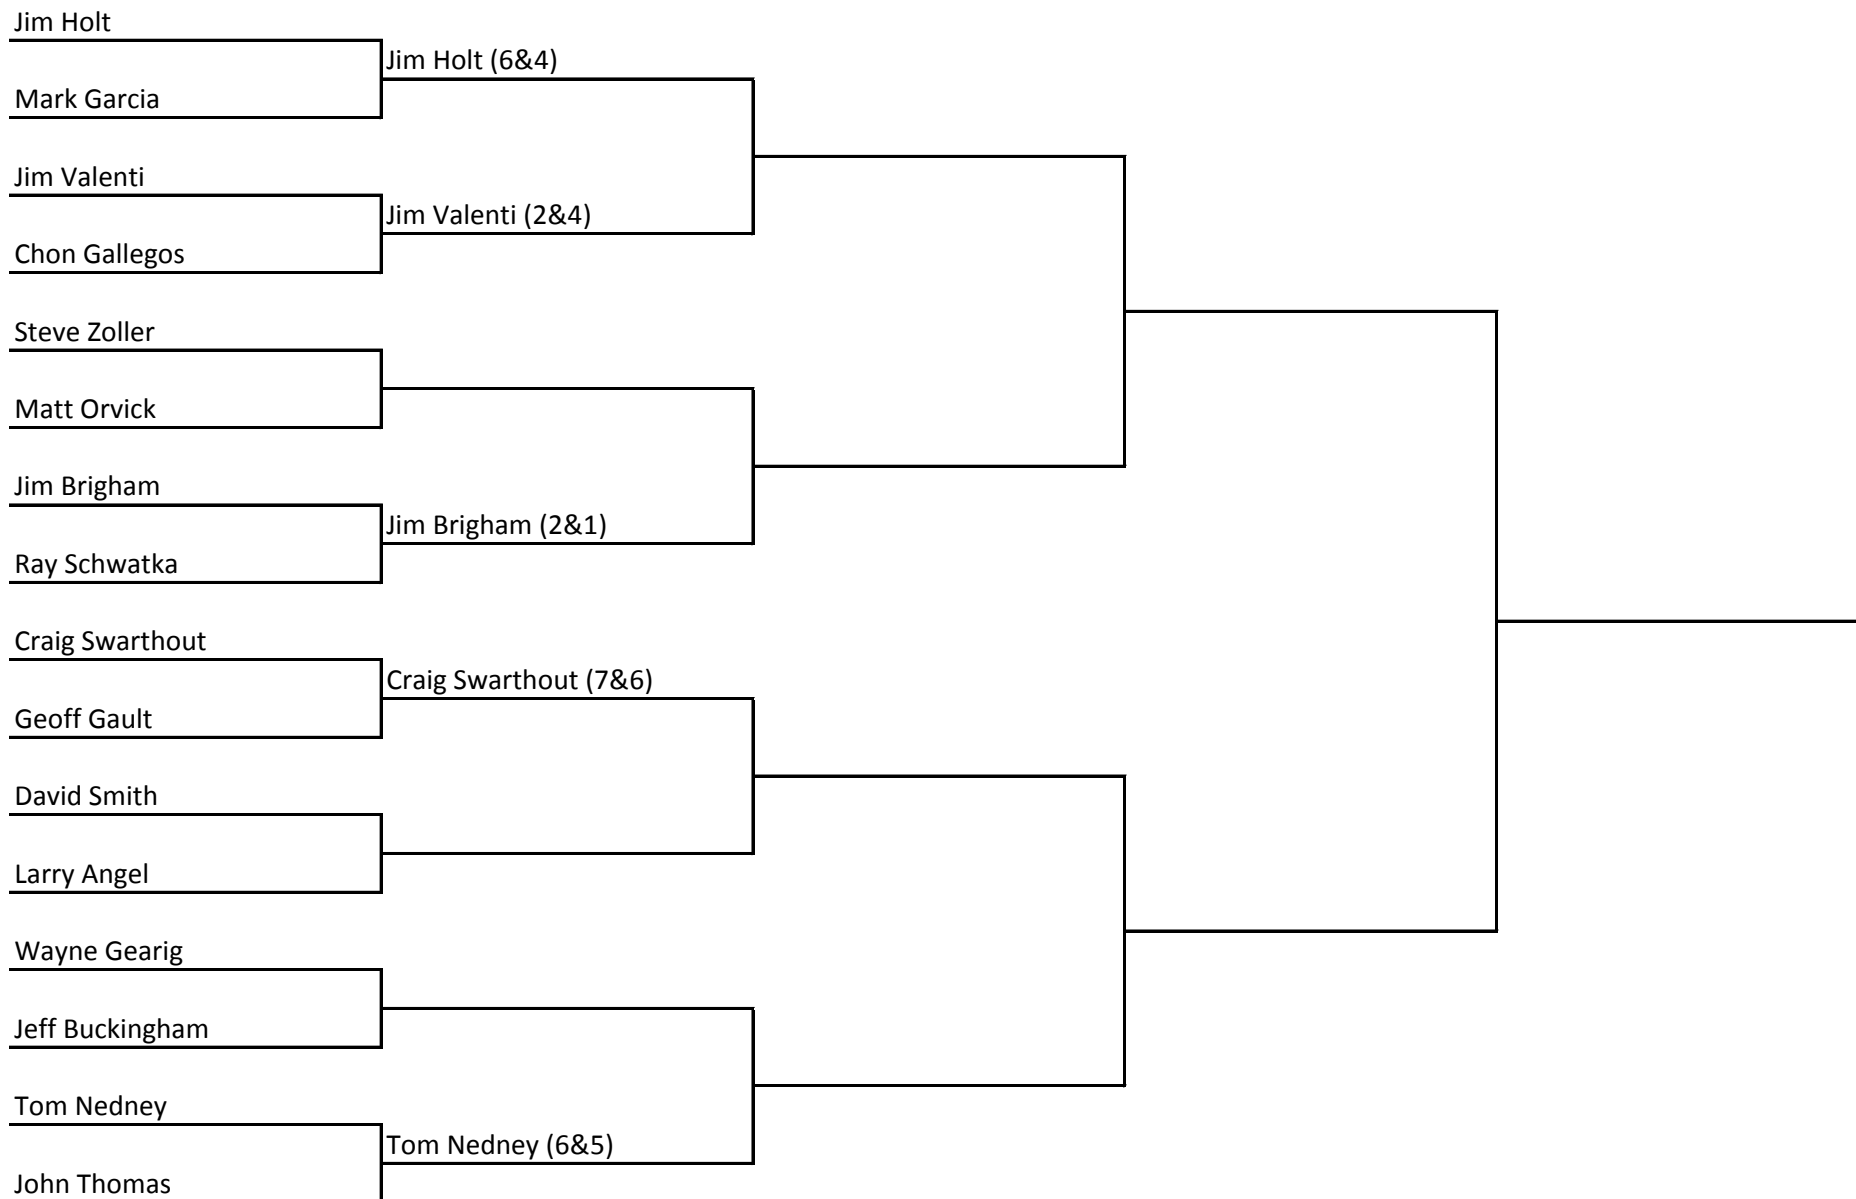 Jim Holt
Jim Holt (6&4)
Mark Garcia
Jim Valenti
Jim Valenti (2&4)
Chon Gallegos
Steve Zoller
Matt Orvick
Jim Brigham
Jim Brigham (2&1)
Ray Schwatka
Craig Swarthout
Craig Swarthout (7&6)
Geoff Gault
David Smith
Larry Angel
Wayne Gearig
Jeff Buckingham
Tom Nedney
Tom Nedney (6&5)
John Thomas